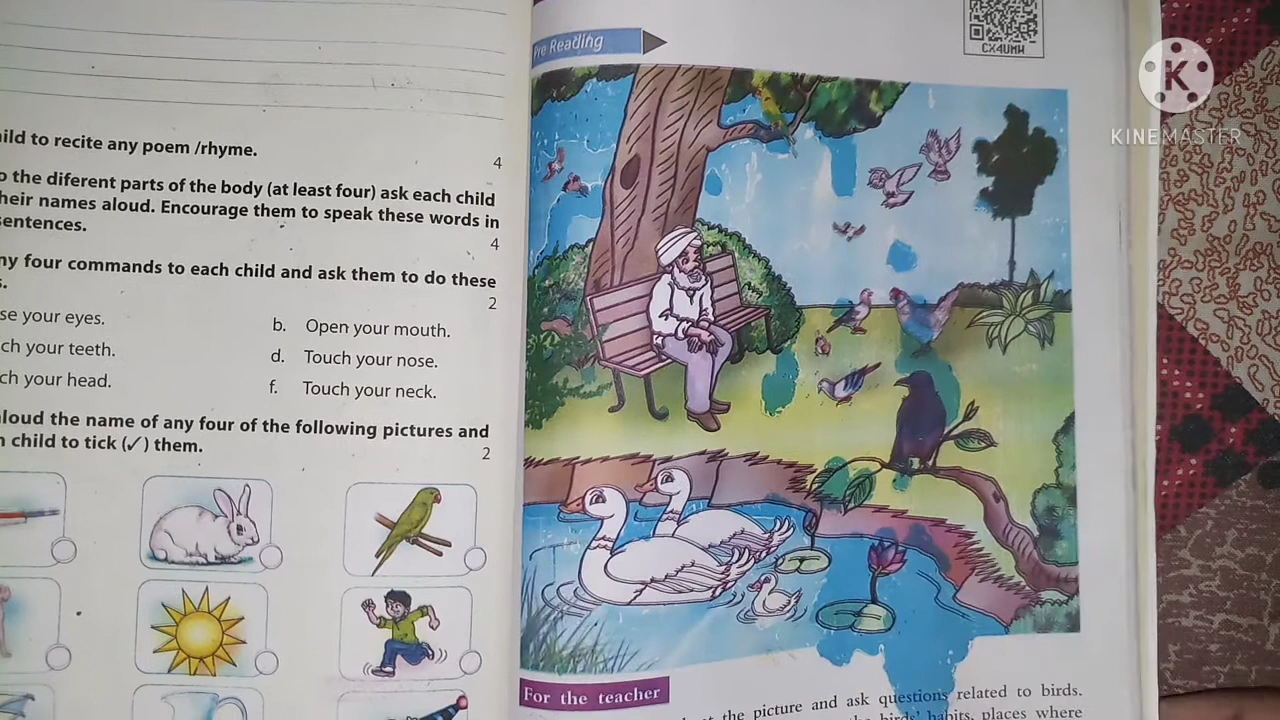 ild to recite any poem /rhyme.
4
o the diferent parts of the body (at least four) ask each child
heir names aloud. Encourage them to speak these words in
sentences.
4
ny four commands to each child and ask them to do these
s.
2
se your eyes.
b. Open your mouth.
ch your teeth.
d. Touch your nose.
ch your head.
f. Touch your neck.
loud the name of any four of the following pictures and
n child to tick (✓) them.
2
Pre Reading
CX4UMW
K
KINEMASTER
For the teacher
the picture and ask questions related to birds.
birds' habits, places where